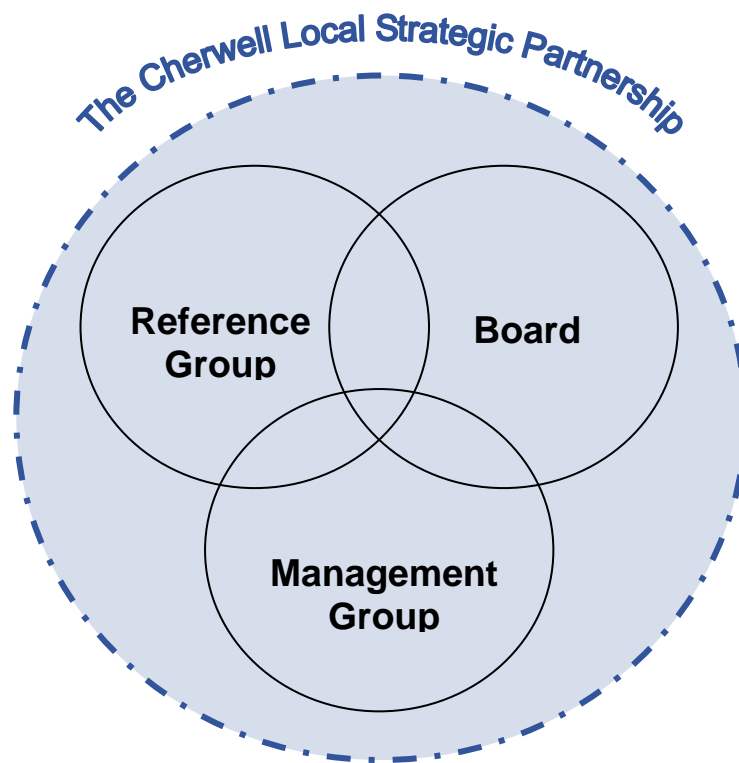 The Cherwell Local Strategic Partnership
Reference
Group
Board
Management
Group